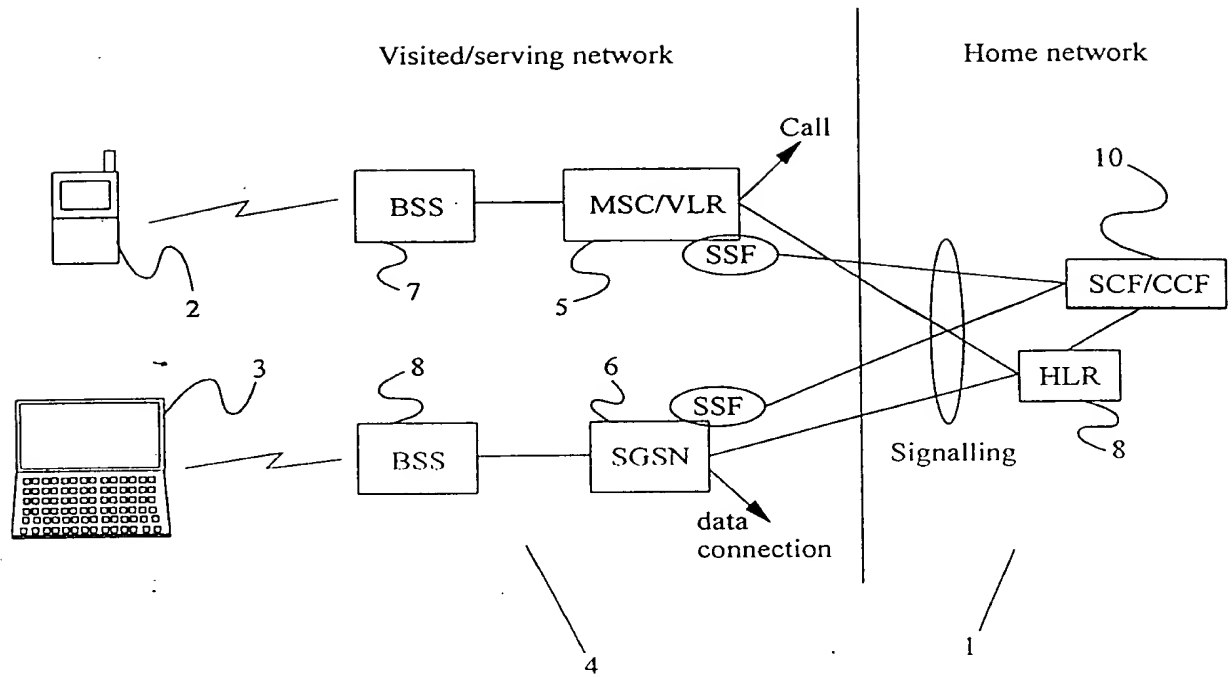 Visited/serving network
Home network
Call
10
BSS
MSC/VLR
SSF
SCF/CCF
2
7
5
3
8
6
SSF
HLR
BSS
SGSN
Signalling
8
data
connection
4
1